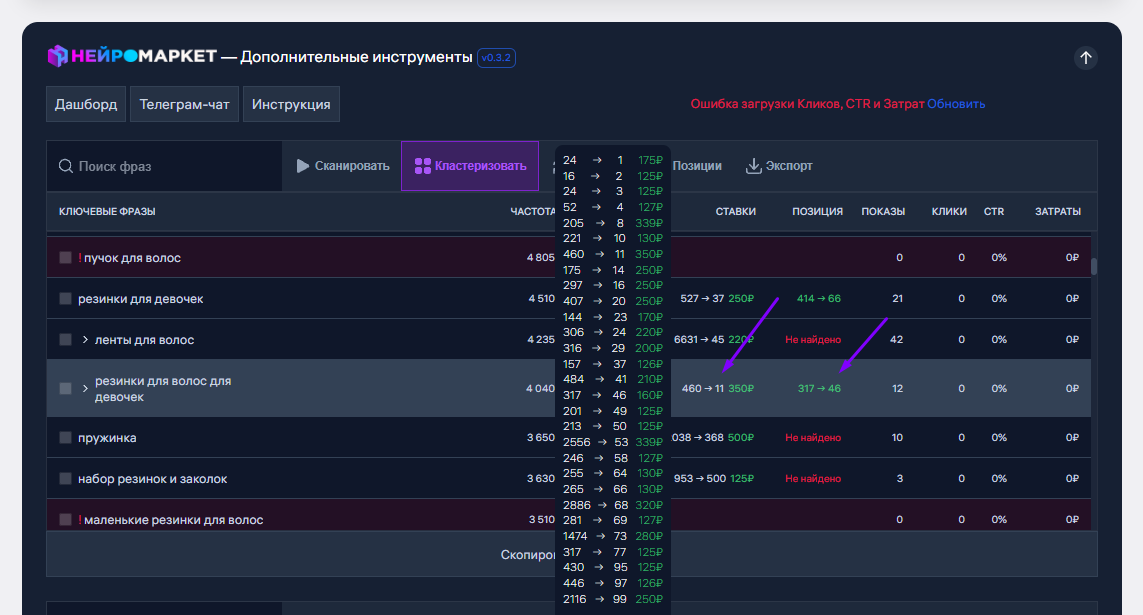 НЕЙРОМАРКЕТ — Дополнительные инструменты v0.3.2
Дашборд Телеграм-чат Инструкция
Ошибка загрузки Кликов, CTR и Затрат Обновить
Поиск фраз Сканировать Кластеризовать Позиции Экспорт
КЛЮЧЕВЫЕ ФРАЗЫ ЧАСТОТА СТАВКИ ПОЗИЦИЯ ПОКАЗЫ КЛИКИ CTR ЗАТРАТЫ
! пучок для волос 4 805 0 0 0% 0₽
резинки для девочек 4 510 527 → 37 250₽ 414 → 66 21 0 0% 0₽
> ленты для волос 4 235 6631 → 45 220₽ Не найдено 42 0 0% 0₽
> резинки для волос для
девочек 4 040 460 → 11 350₽ 317 → 46 12 0 0% 0₽
пружинка 3 650 038 → 368 500₽ Не найдено 10 0 0% 0₽
набор резинок и заколок 3 630 953 → 500 125₽ Не найдено 3 0 0% 0₽
! маленькие резинки для волос 3 510 0 0 0% 0₽
Скопиро
24 → 1 175₽
16 → 2 125₽
24 → 3 125₽
52 → 4 127₽
205 → 8 339₽
221 → 10 130₽
460 → 11 350₽
175 → 14 250₽
297 → 16 250₽
407 → 20 250₽
144 → 23 170₽
306 → 24 220₽
316 → 29 200₽
157 → 37 126₽
484 → 41 210₽
317 → 46 160₽
201 → 49 125₽
213 → 50 125₽
2556 → 53 339₽
246 → 58 127₽
255 → 64 130₽
265 → 66 130₽
2886 → 68 320₽
281 → 69 127₽
1474 → 73 280₽
317 → 77 125₽
430 → 95 125₽
446 → 97 126₽
2116 → 99 250₽